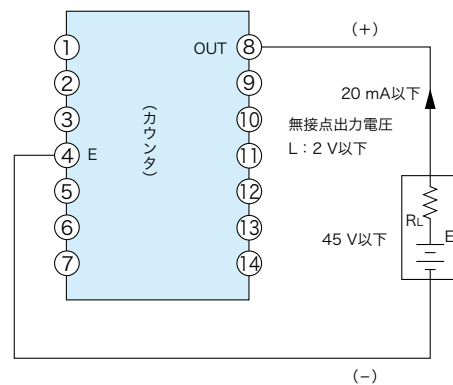 (+)
① OUT ⑧
② ⑨
20 mA以下
③ ⑩
無接点出力電圧
(カウンタ)
④ E ⑪
L:2 V以下
⑤ ⑫
⑥ ⑬
RL
45 V以下 E
⑦ ⑭
(−)